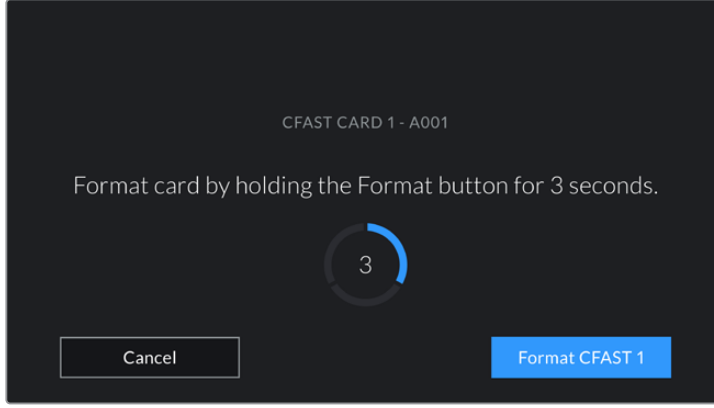 CFAST CARD 1 - A001
Format card by holding the Format button for 3 seconds.
3
Cancel
Format CFAST 1